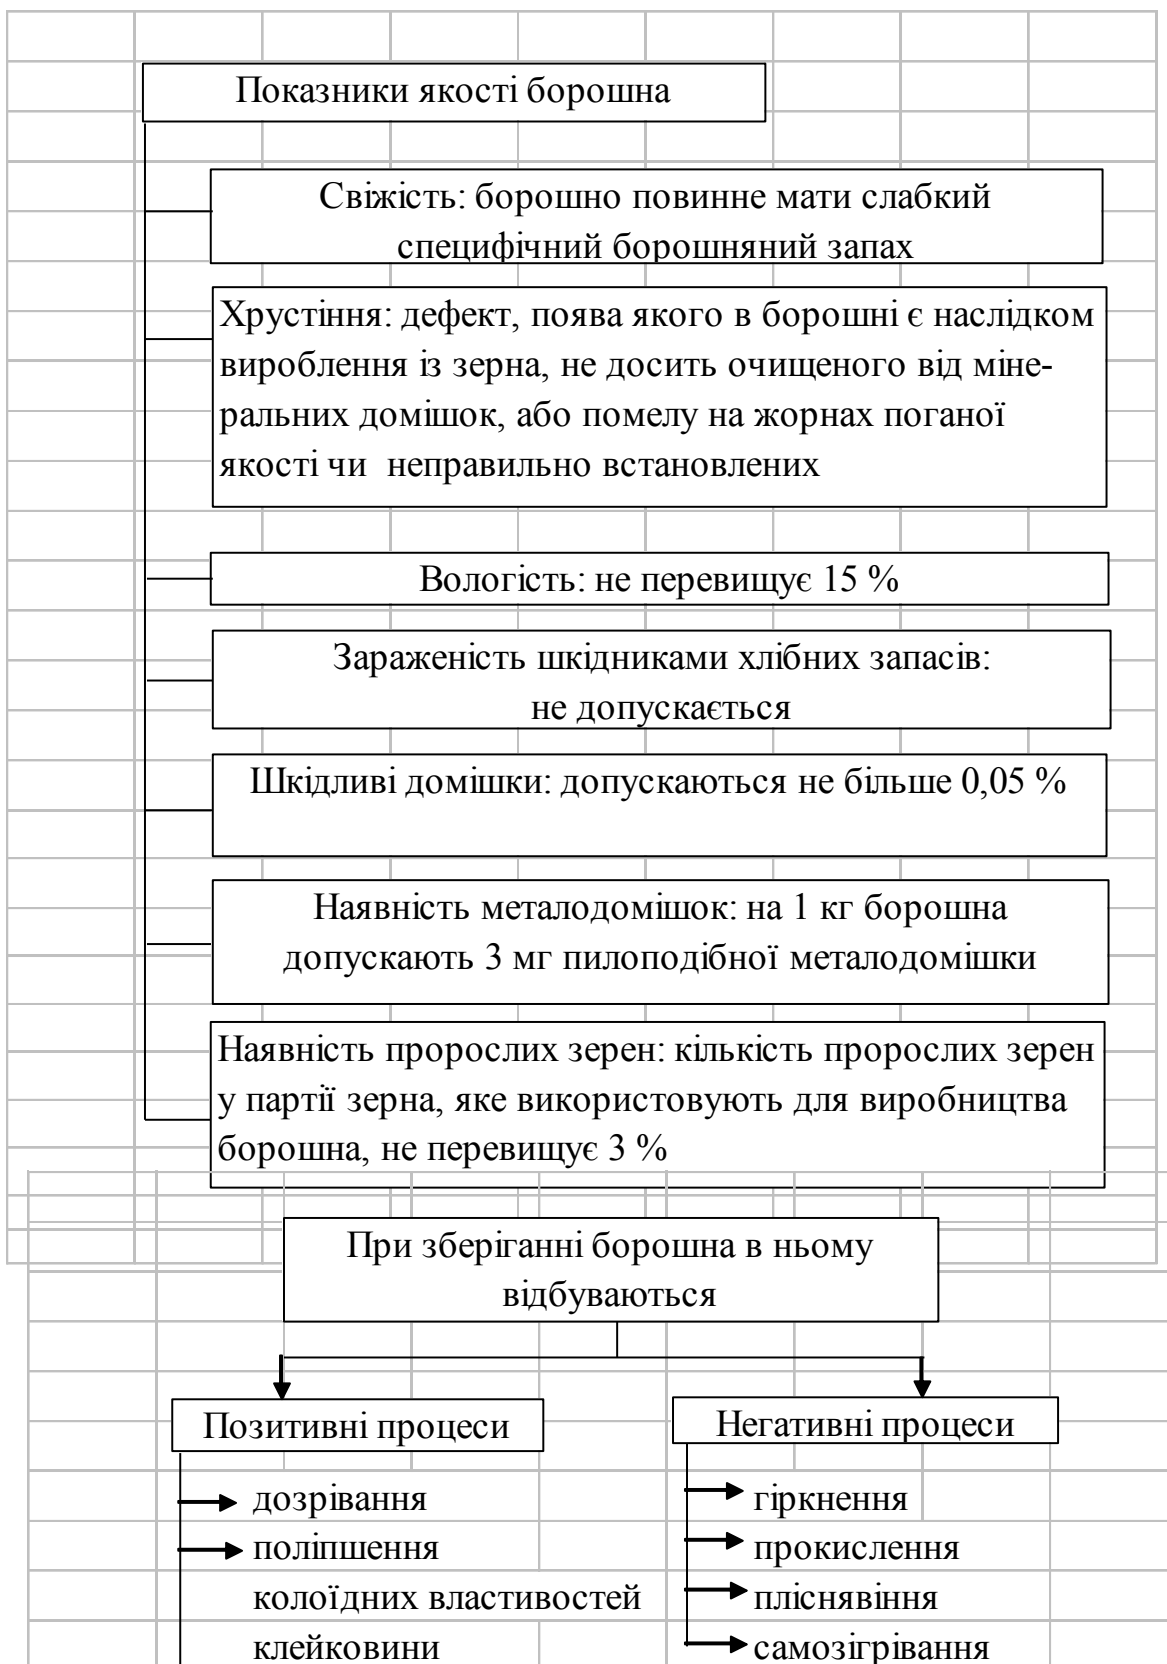 Показники якості борошна
Свіжість: борошно повинне мати слабкий
специфічний борошняний запах
Хрустіння: дефект, поява якого в борошні є наслідком
вироблення із зерна, не досить очищеного від міне-
ральних домішок, або помелу на жорнах поганої
якості чи неправильно встановлених
Вологість: не перевищує 15 %
Зараженість шкідниками хлібних запасів:
не допускається
Шкідливі домішки: допускаються не більше 0,05 %
Наявність металодомішок: на 1 кг борошна
допускають 3 мг пилоподібної металодомішки
Наявність пророслих зерен: кількість пророслих зерен
у партії зерна, яке використовують для виробництва
борошна, не перевищує 3 %
При зберіганні борошна в ньому
відбуваються
Позитивні процеси
дозрівання
поліпшення
колоїдних властивостей
клейковини
Негативні процеси
гіркнення
прокислення
пліснявіння
самозігрівання